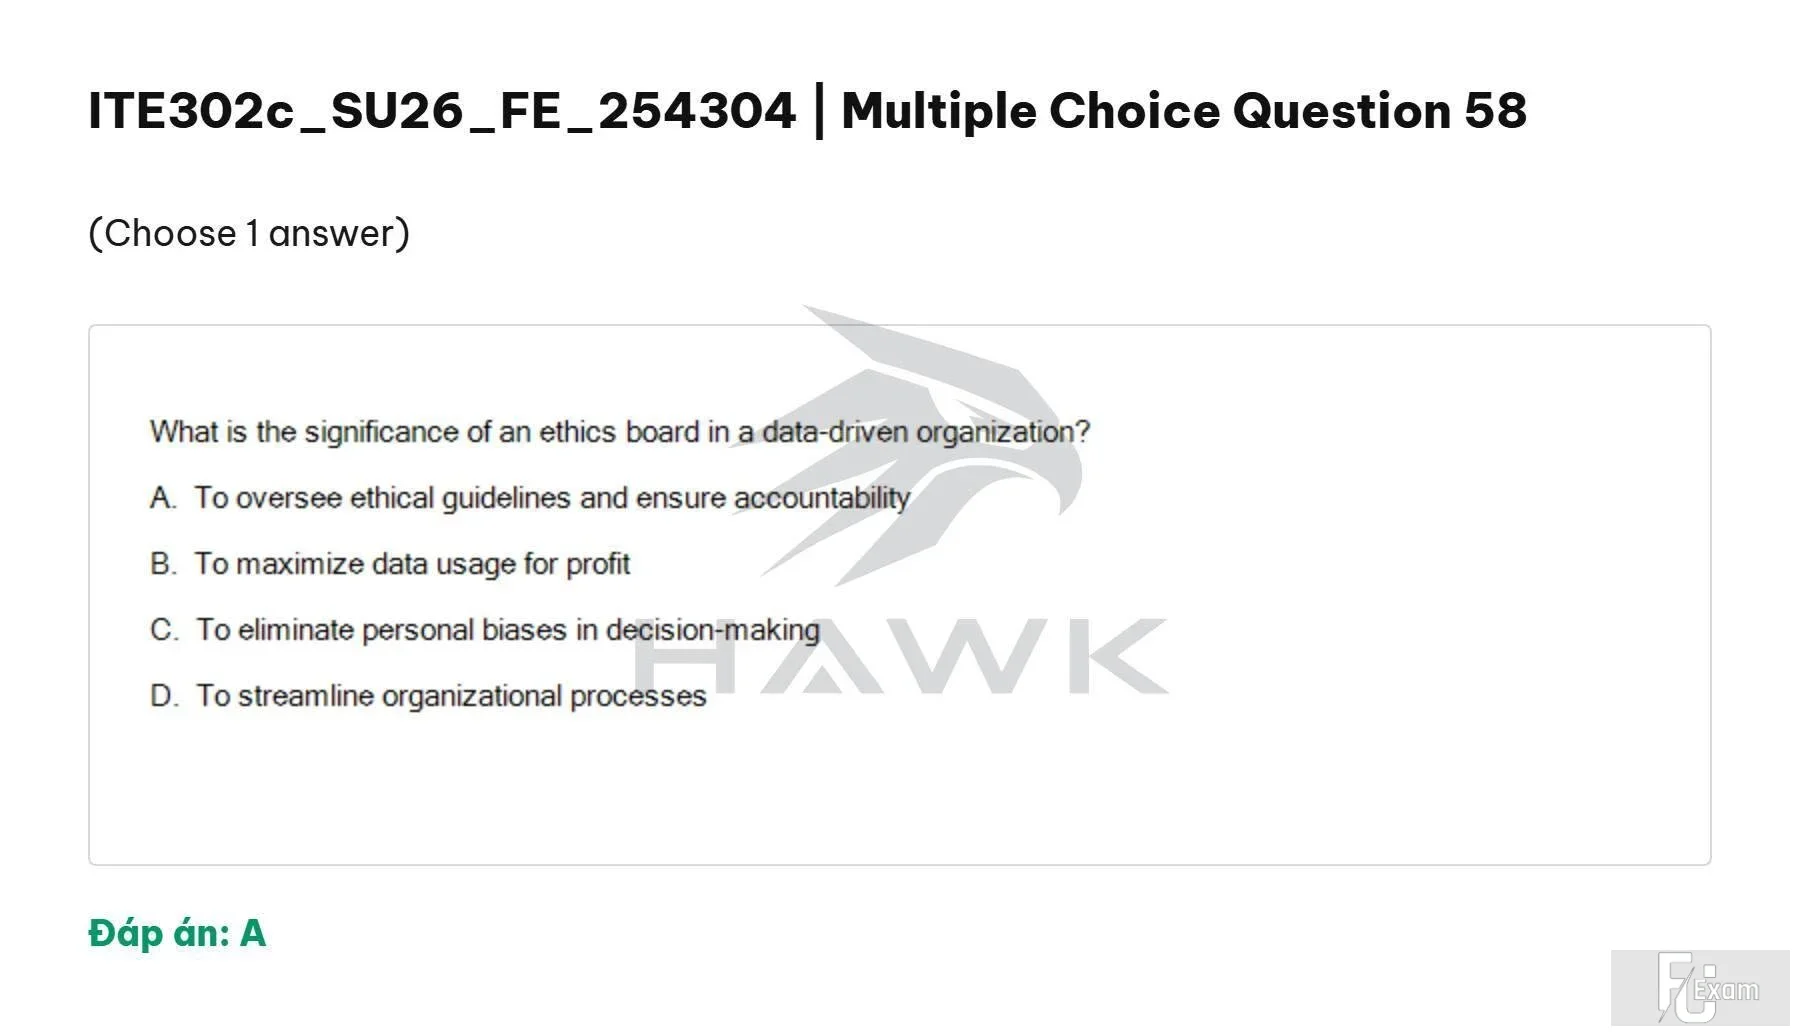 ITE302c_SU26_FE_254304 | Multiple Choice Question 58
(Choose 1 answer)
What is the significance of an ethics board in a data-driven organization?
A. To oversee ethical guidelines and ensure accountability
B. To maximize data usage for profit
C. To eliminate personal biases in decision-making
D. To streamline organizational processes
HAWK
Đáp án: A
FU Exam